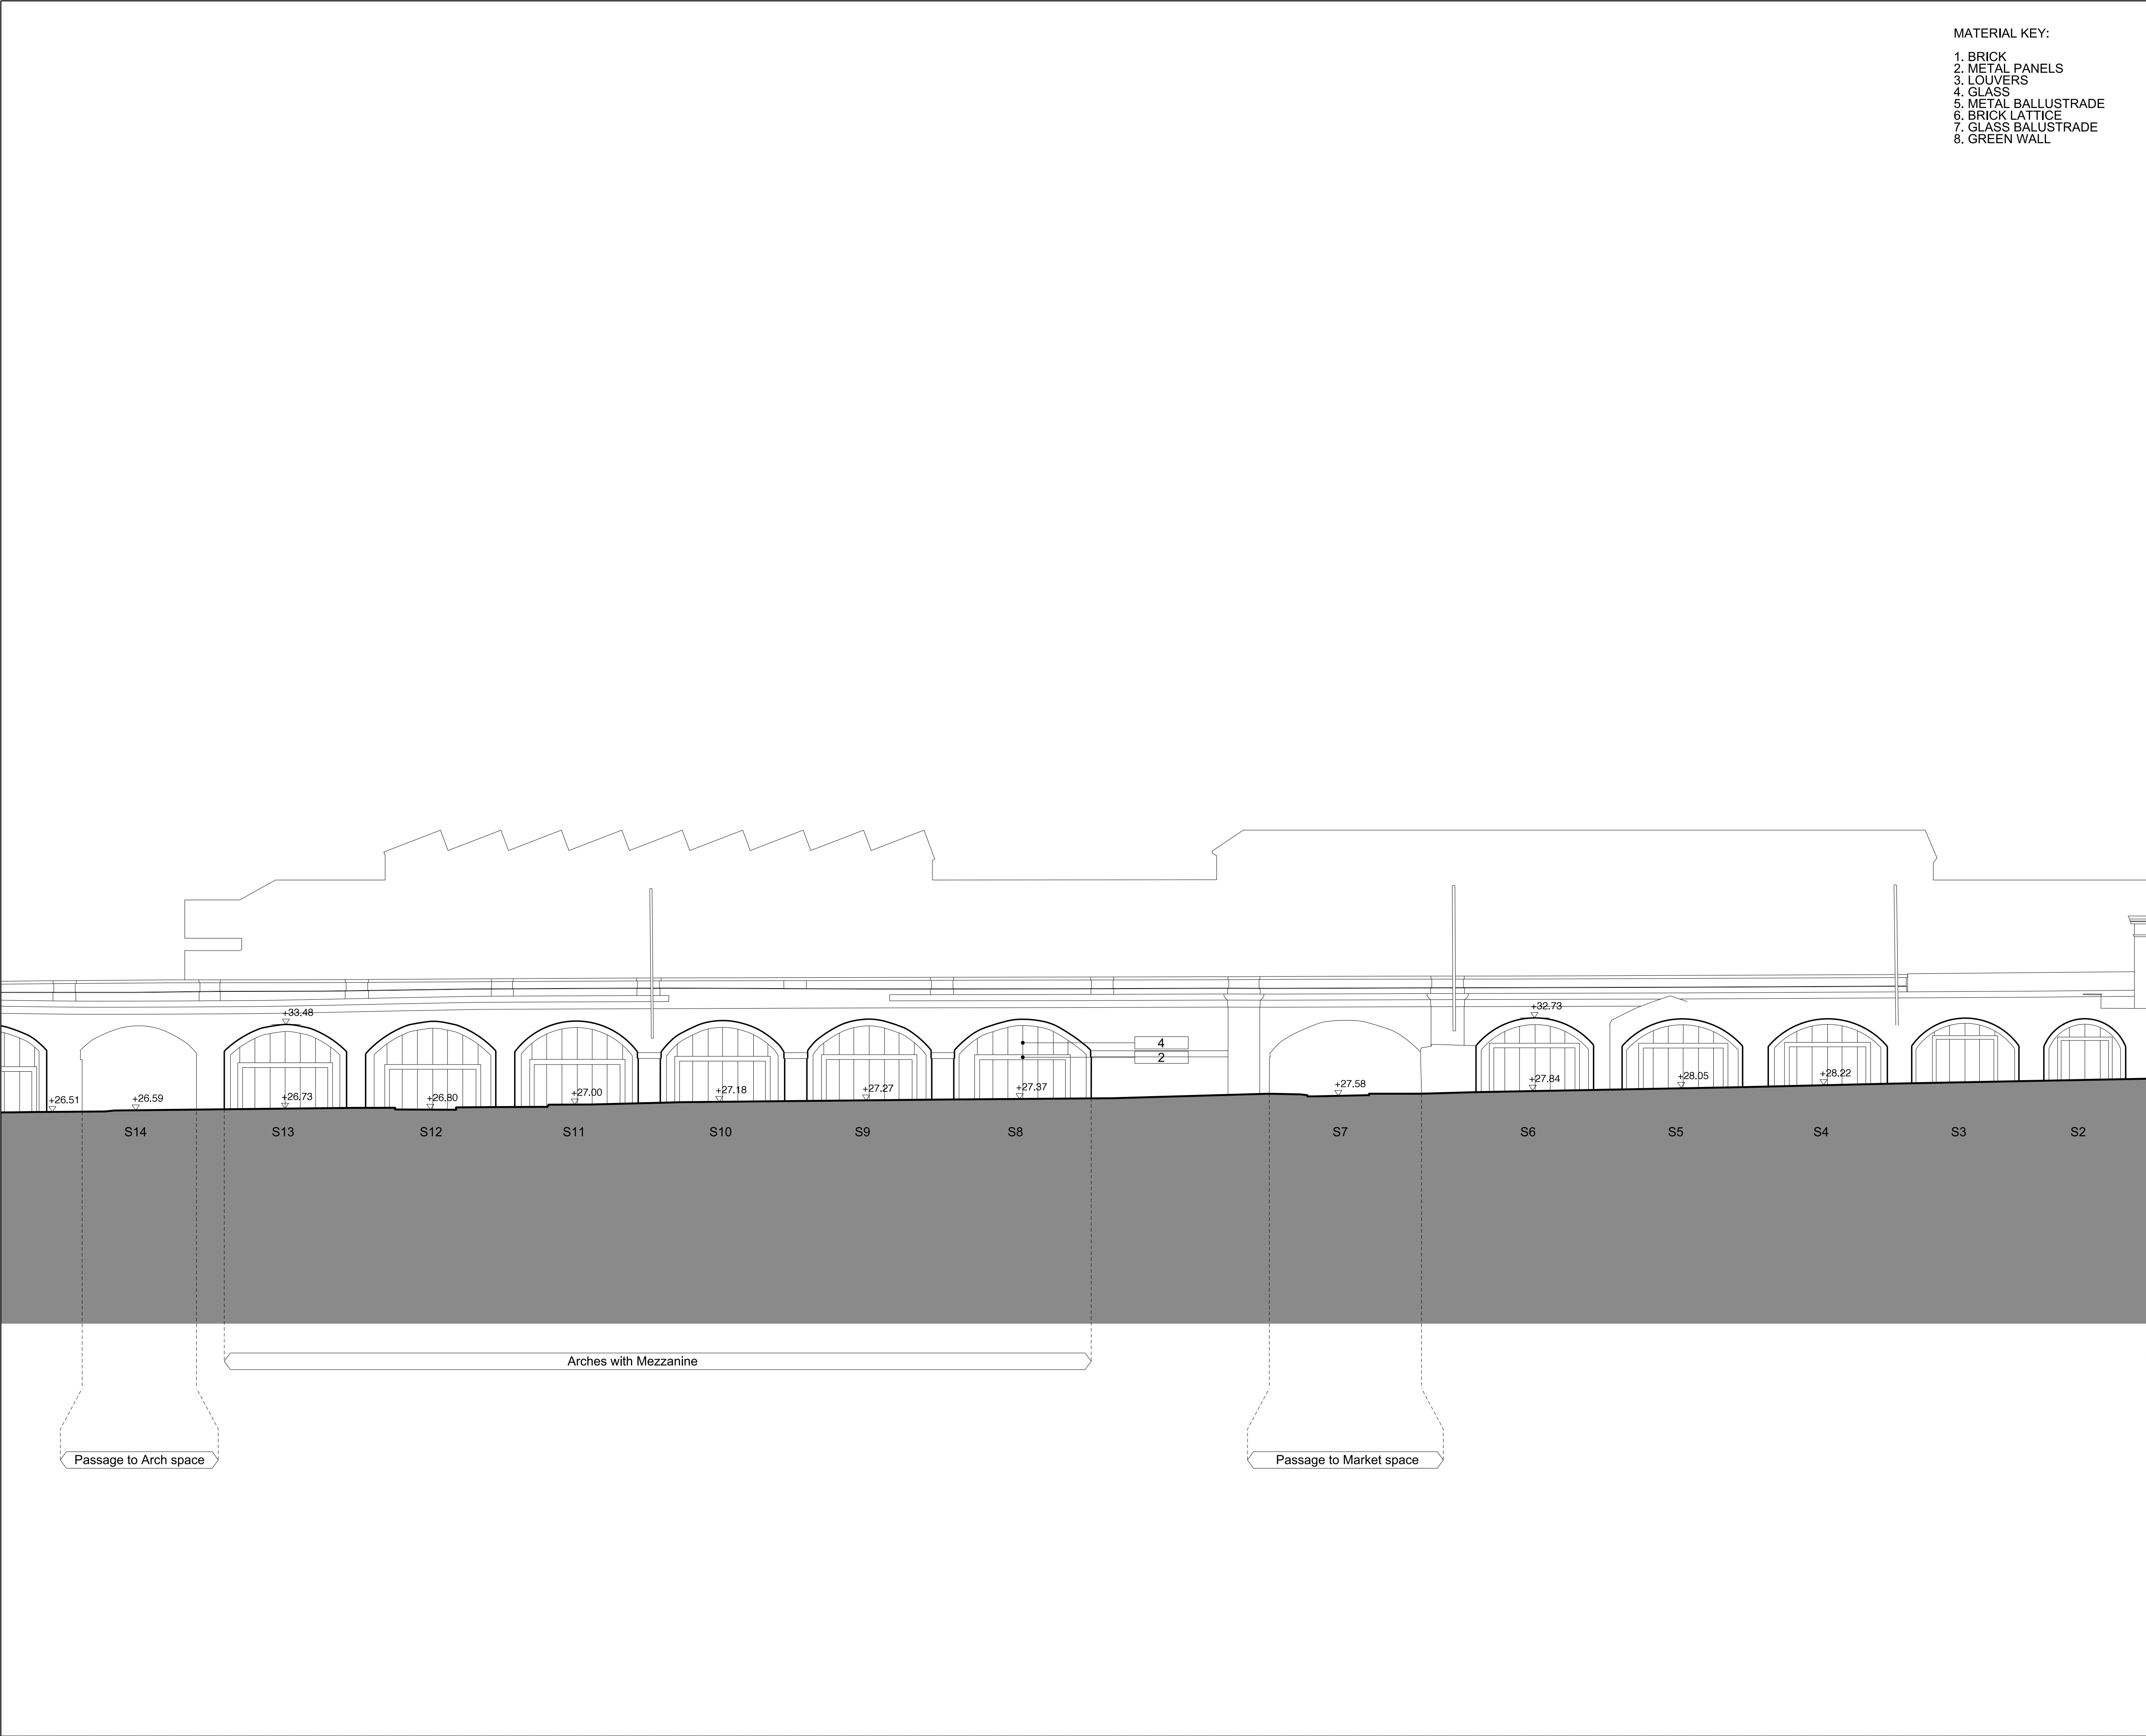 MATERIAL KEY:
1. BRICK
2. METAL PANELS
3. LOUVERS
4. GLASS
5. METAL BALLUSTRADE
6. BRICK LATTICE
7. GLASS BALUSTRADE
8. GREEN WALL
+33.48
+32.73
4
2
+26.51
+26.59
+26.73
+26.80
+27.00
+27.18
+27.27
+27.37
+27.58
+27.84
+28.05
+28.22
S14
S13
S12
S11
S10
S9
S8
S7
S6
S5
S4
S3
S2
Arches with Mezzanine
Passage to Arch space
Passage to Market space